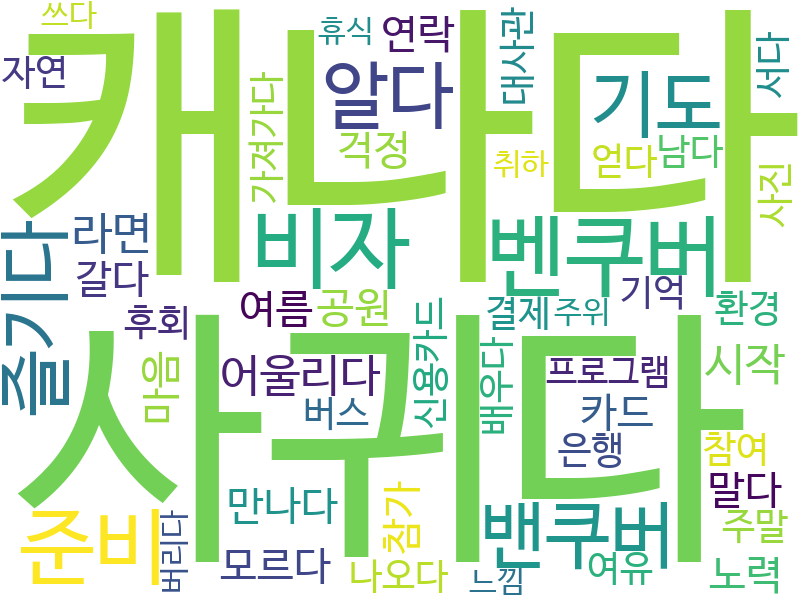 쓰다
캐나다
휴식
연락
대사관
서다
자연
가져가다
알다
기도
걱정
취하
얻다
남다
사진
즐기다
라면
갈다
비자
벤쿠버
후회
여름
공원
신용카드
결제
주위
기억
환경
마음
어울리다
버스
배우다
프로그램
카드
은행
시작
참여
사귀다
준비
버리다
만나다
모르다
참가
나오다
밴쿠버
느낌
여유
말다
주말
노력